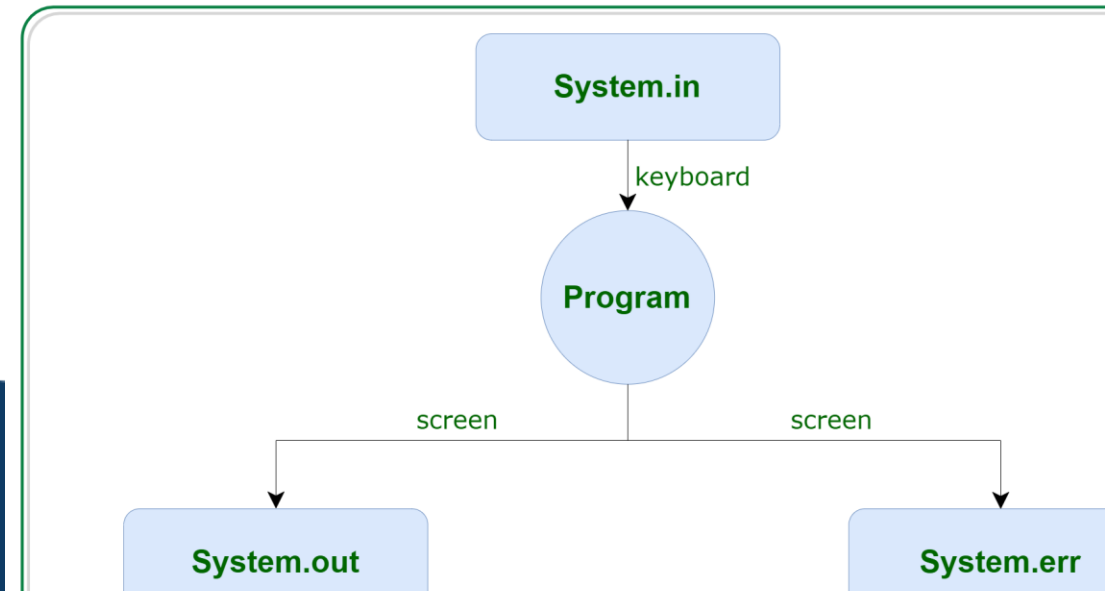 System.in
keyboard
Program
screen
screen
System.out
System.err